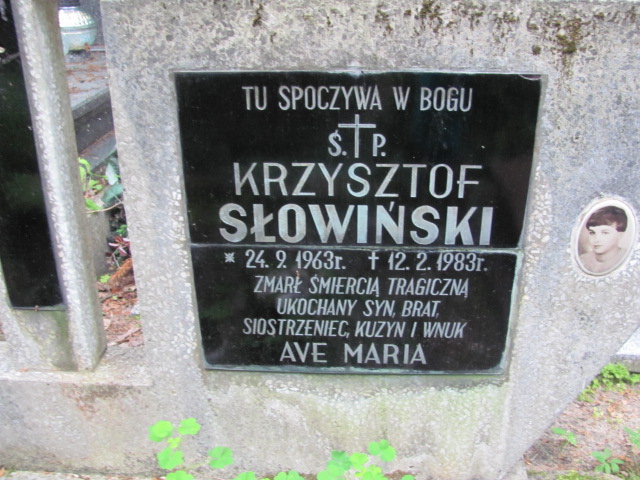 TU SPOCZYWA W BOGU
Ś. P.
KRZYSZTOF
SŁOWIŃSKI
* 24.9.1963r. † 12.2.1983r.
ZMARŁ ŚMIERCIĄ TRAGICZNĄ
UKOCHANY SYN, BRAT,
SIOSTRZENIEC, KUZYN I WNUK
AVE MARIA